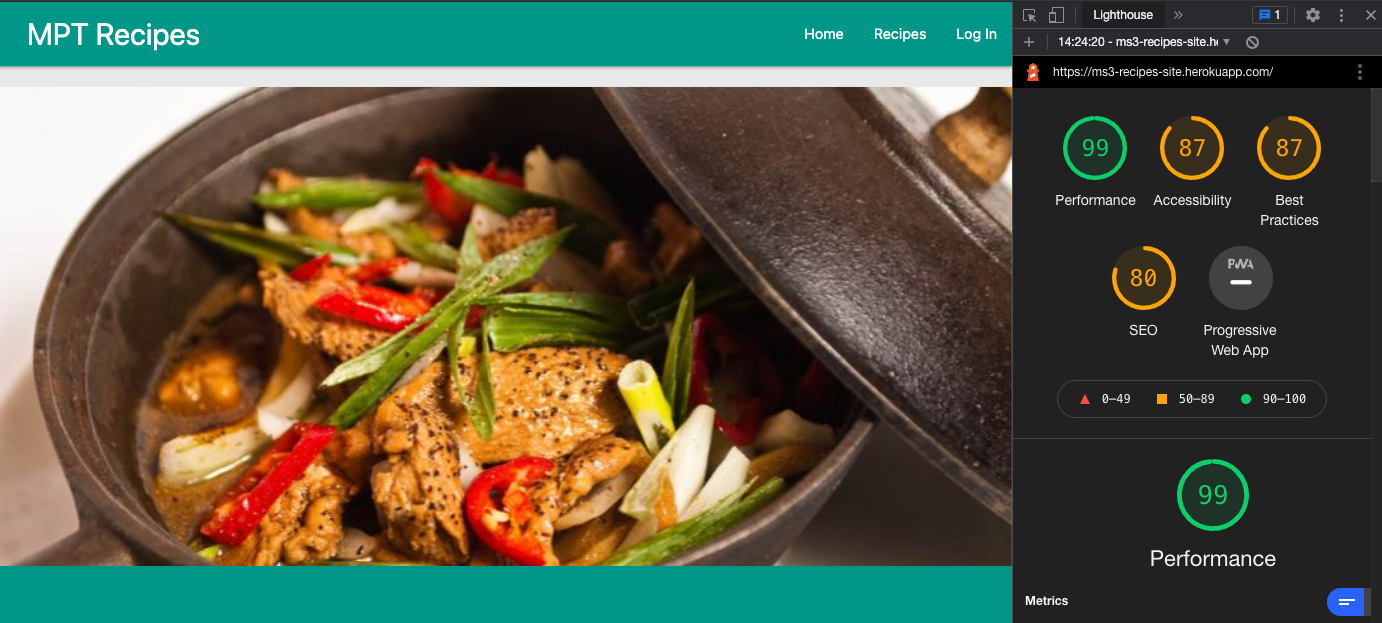 MPT Recipes
Home Recipes Log In
Lighthouse
1
14:24:20 - ms3-recipes-site.h
https://ms3-recipes-site.herokuapp.com/
99 87 87
Performance Accessibility Best
Practices
80 PWA
SEO Progressive
Web App
0–49 50–89 90–100
99
Performance
Metrics